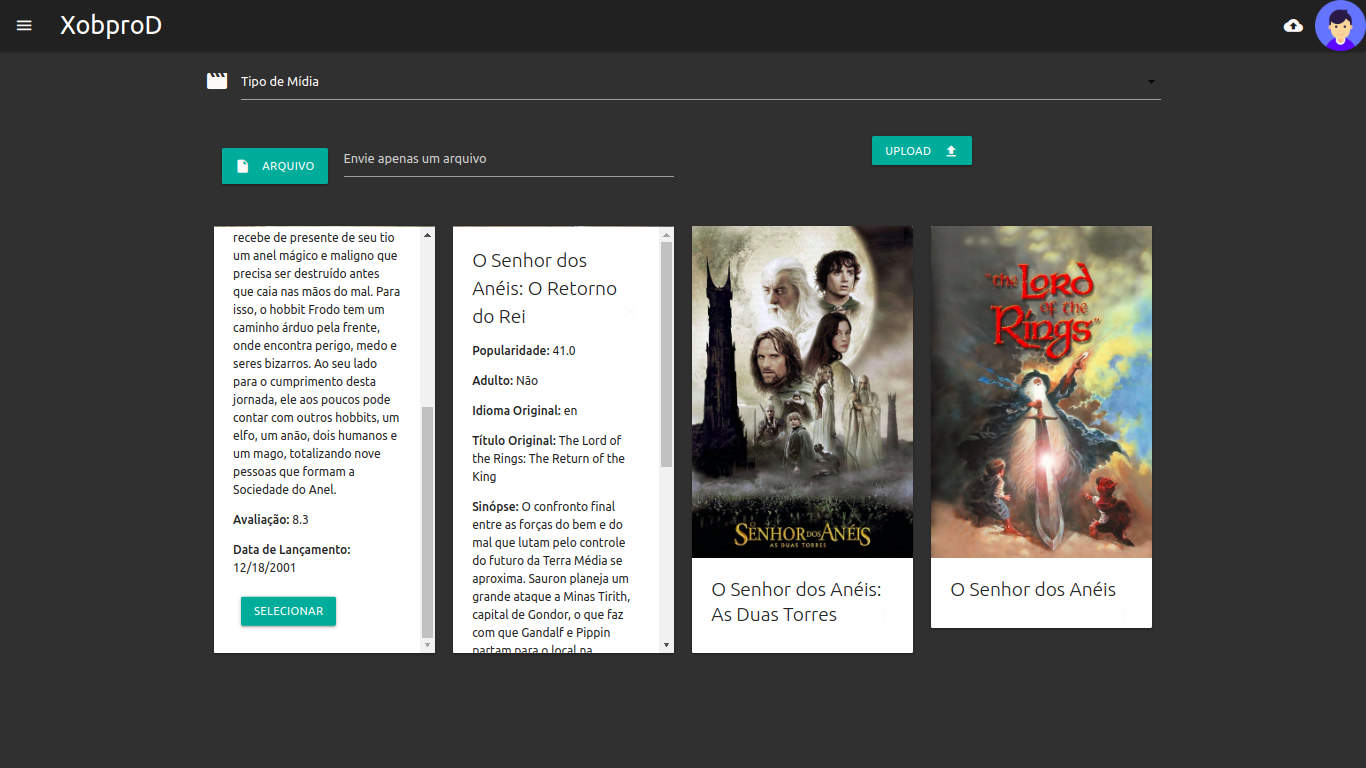 XobproD
Tipo de Mídia
ARQUIVO
Envie apenas um arquivo
UPLOAD
recebe de presente de seu tio
um anel mágico e maligno que
precisa ser destruído antes
que caia nas mãos do mal. Para
isso, o hobbit Frodo tem um
caminho árduo pela frente,
onde encontra perigo, medo e
seres bizarros. Ao seu lado
para o cumprimento desta
jornada, ele aos poucos pode
contar com outros hobbits, um
elfo, um anão, dois humanos e
um mago, totalizando nove
pessoas que formam a
Sociedade do Anel.
Avaliação: 8.3
Data de Lançamento:
12/18/2001
SELECIONAR
O Senhor dos
Anéis: O Retorno
do Rei
Popularidade: 41.0
Adulto: Não
Idioma Original: en
Título Original: The Lord of
the Rings: The Return of the
King
Sinópse: O confronto final
entre as forças do bem e do
mal que lutam pelo controle
do futuro da Terra Média se
aproxima. Sauron planeja um
grande ataque a Minas Tirith,
capital de Gondor, o que faz
com que Gandalf e Pippin
partam para o local na
O
SENHOR DOS ANÉIS
AS DUAS TORRES
O Senhor dos Anéis:
As Duas Torres
"the Lord
of the
Rings"
O Senhor dos Anéis